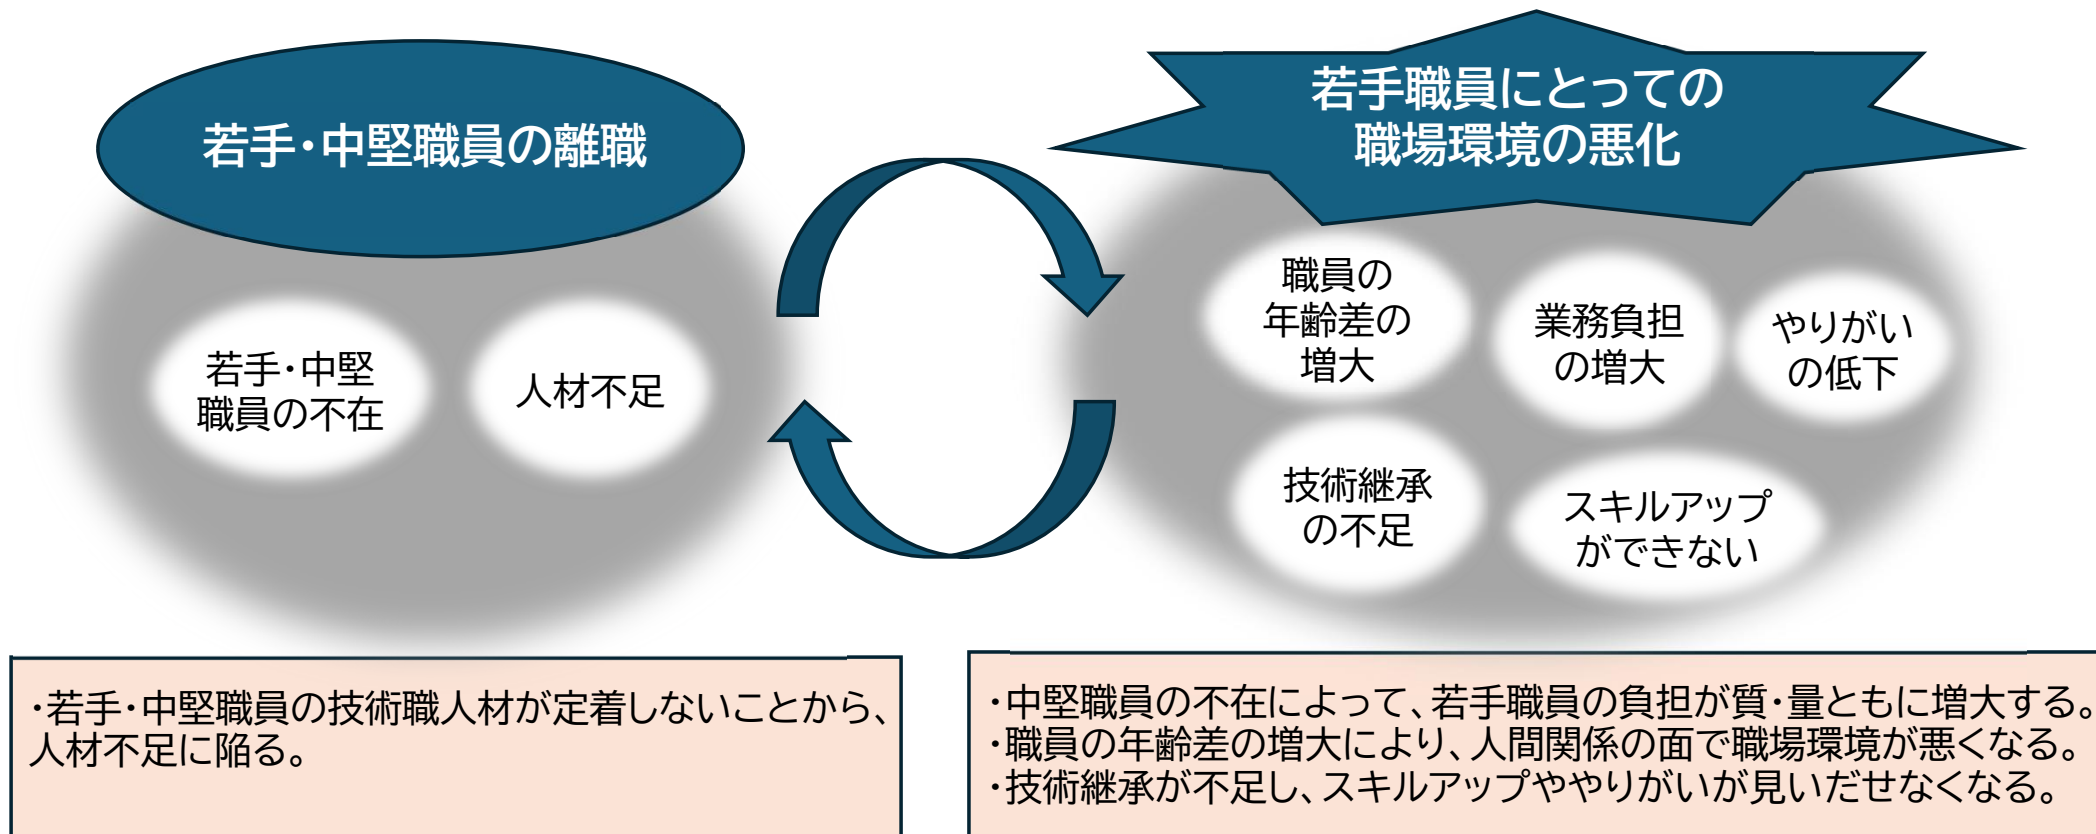 若手・中堅職員の離職
若手・中堅
職員の不在
人材不足
若手職員にとっての
職場環境の悪化
職員の
年齢差の
増大
業務負担
の増大
やりがい
の低下
技術継承
の不足
スキルアップ
ができない
・若手・中堅職員の技術職人材が定着しないことから、
人材不足に陥る。
・中堅職員の不在によって、若手職員の負担が質・量ともに増大する。
・職員の年齢差の増大により、人間関係の面で職場環境が悪くなる。
・技術継承が不足し、スキルアップややりがいが見いだせなくなる。